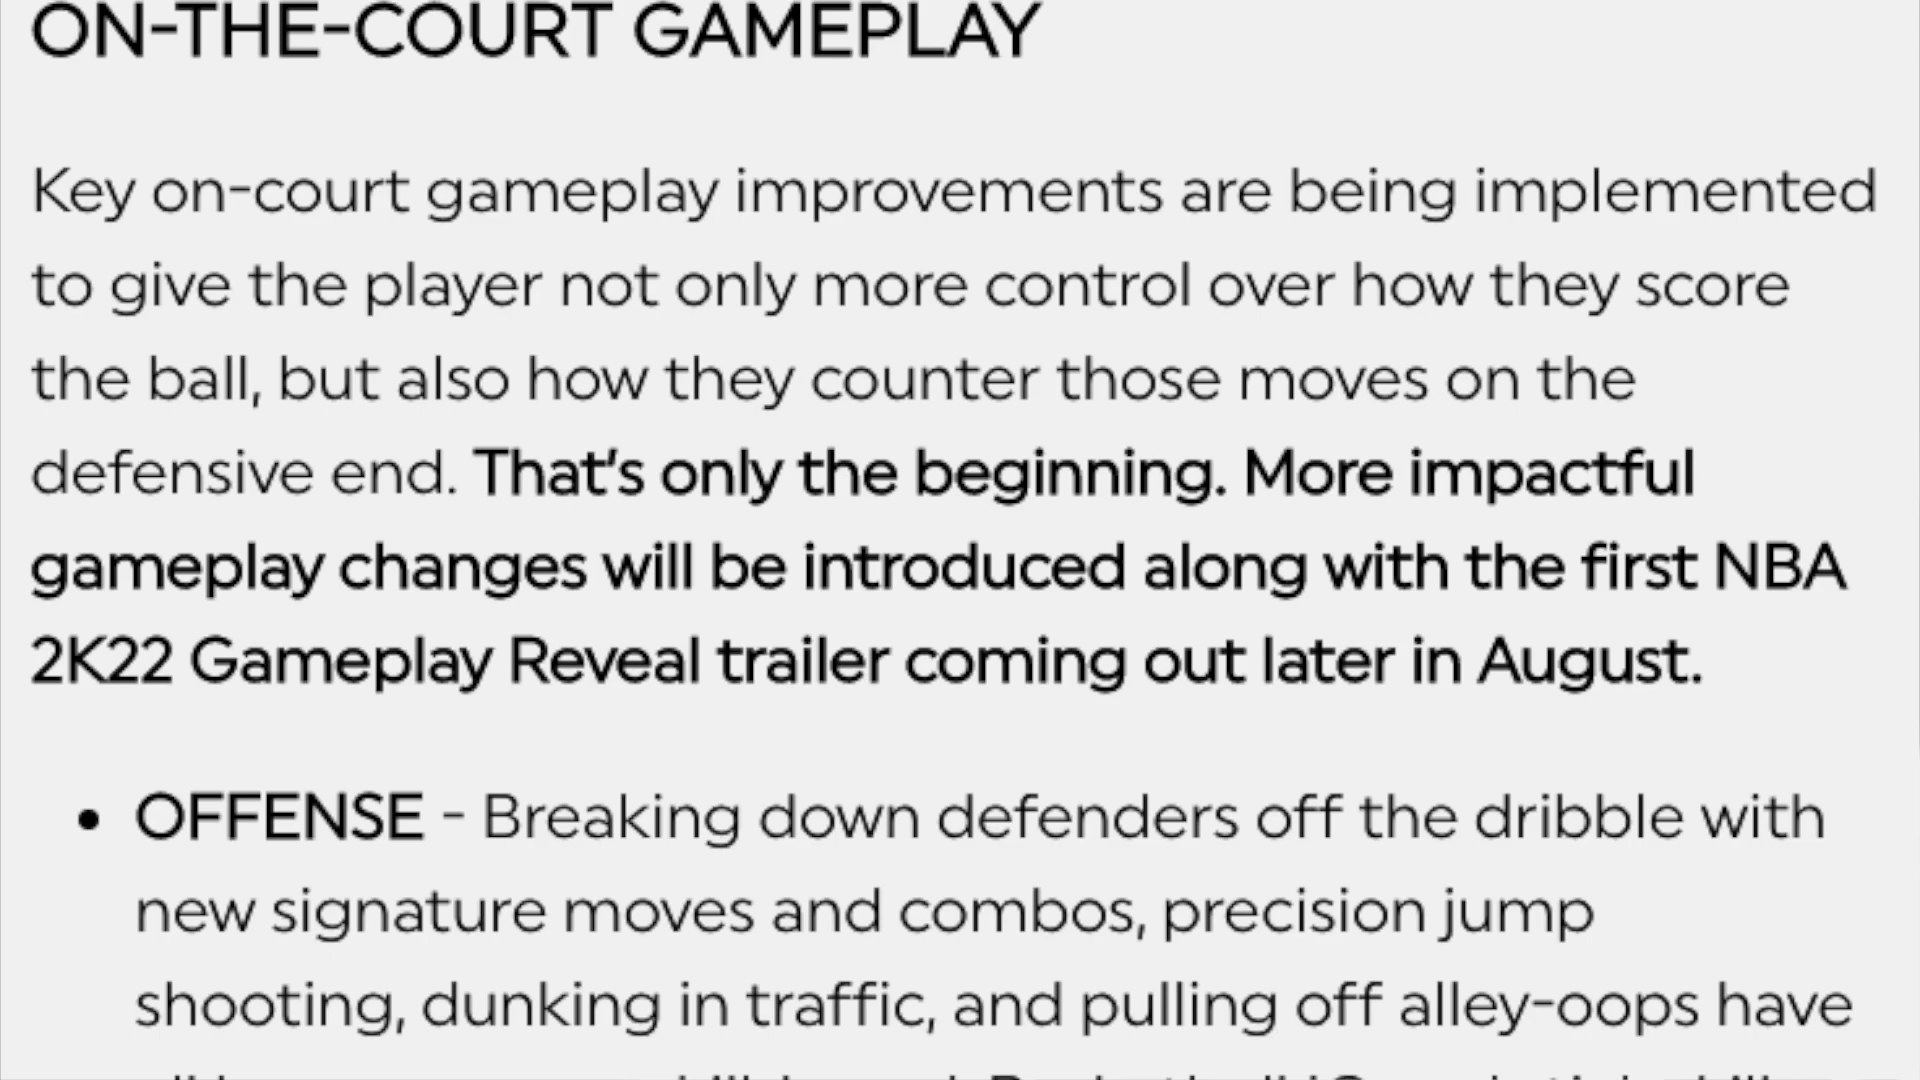 ON-THE-COURT GAMEPLAY
Key on-court gameplay improvements are being implemented
to give the player not only more control over how they score
the ball, but also how they counter those moves on the
defensive end. That's only the beginning. More impactful
gameplay changes will be introduced along with the first NBA
2K22 Gameplay Reveal trailer coming out later in August.
• OFFENSE - Breaking down defenders off the dribble with
new signature moves and combos, precision jump
shooting, dunking in traffic, and pulling off alley-oops have